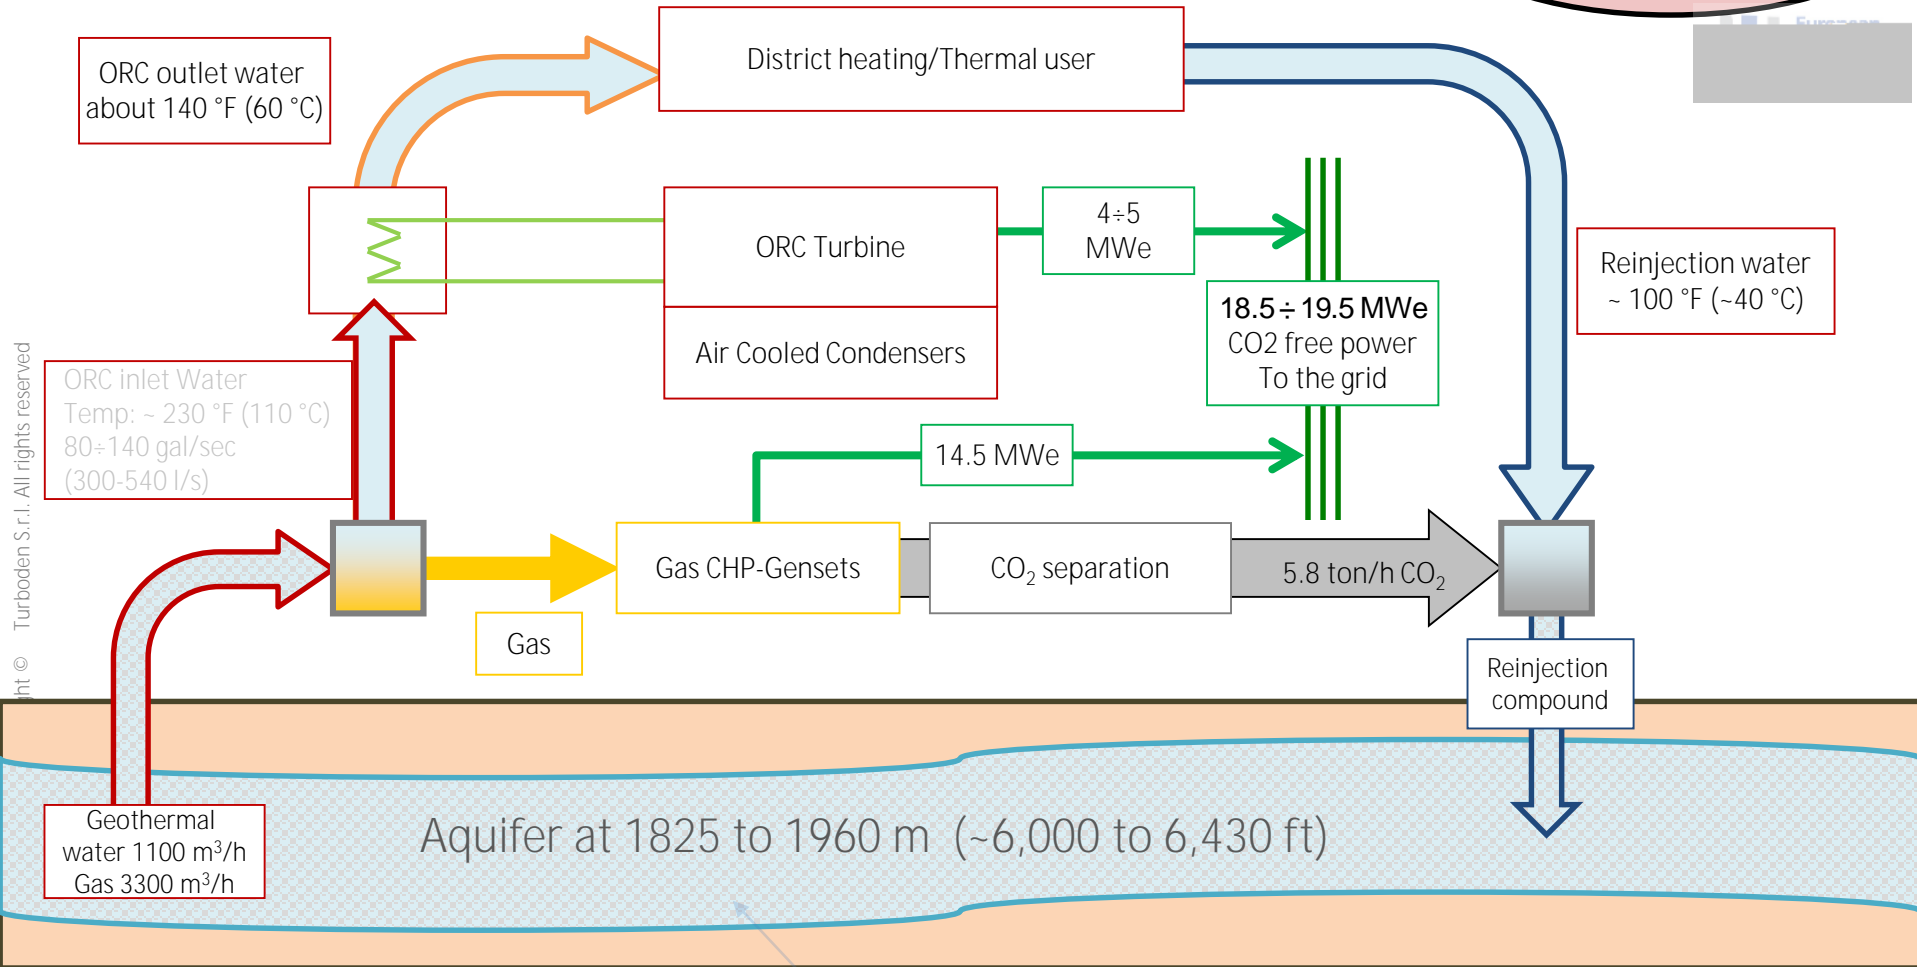 ORC outlet water
about 140 °F (60 °C)
District heating/Thermal user
ORC Turbine
Air Cooled Condensers
4÷5
MWe
18.5÷19.5 MWe
CO2 free power
To the grid
Reinjection water
~ 100 °F (~40 °C)
ORC inlet Water
Temp: ~ 230 °F (110 °C)
80÷140 gal/sec
(300-540 l/s)
14.5 MWe
Gas CHP-Gensets
CO₂ separation
5.8 ton/h CO₂
Gas
Reinjection
compound
Geothermal
water 1100 m³/h
Gas 3300 m³/h
Aquifer at 1825 to 1960 m (~6,000 to 6,430 ft)
© Turboden S.r.l. All rights reserved